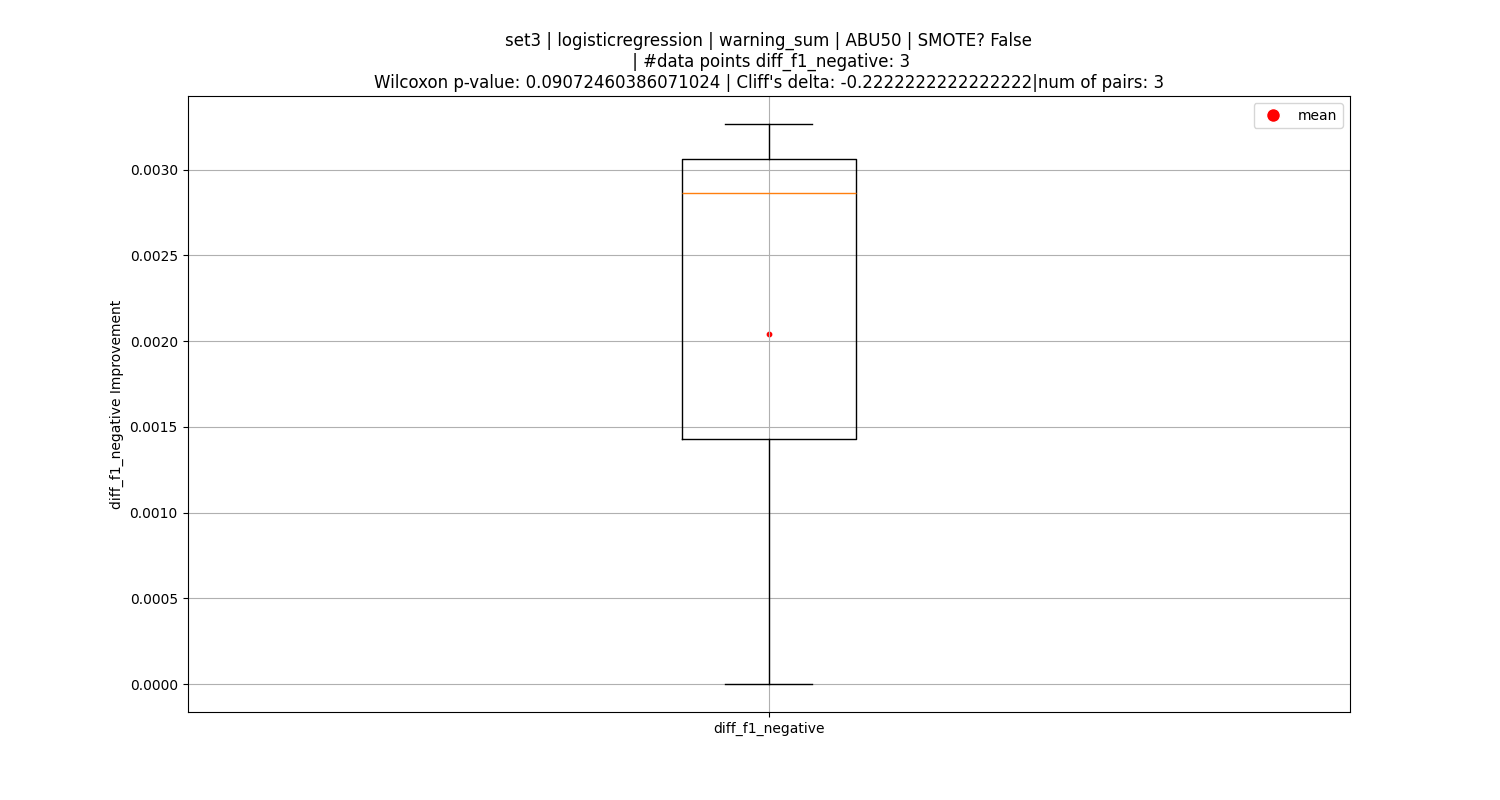 set3 | logisticregression | warning_sum | ABU50 | SMOTE? False
| #data points diff_f1_negative: 3
Wilcoxon p-value: 0.09072460386071024 | Cliff's delta: -0.2222222222222222|num of pairs: 3
mean
0.0030
0.0025
0.0020
0.0015
0.0010
0.0005
0.0000
diff_f1_negative Improvement
diff_f1_negative